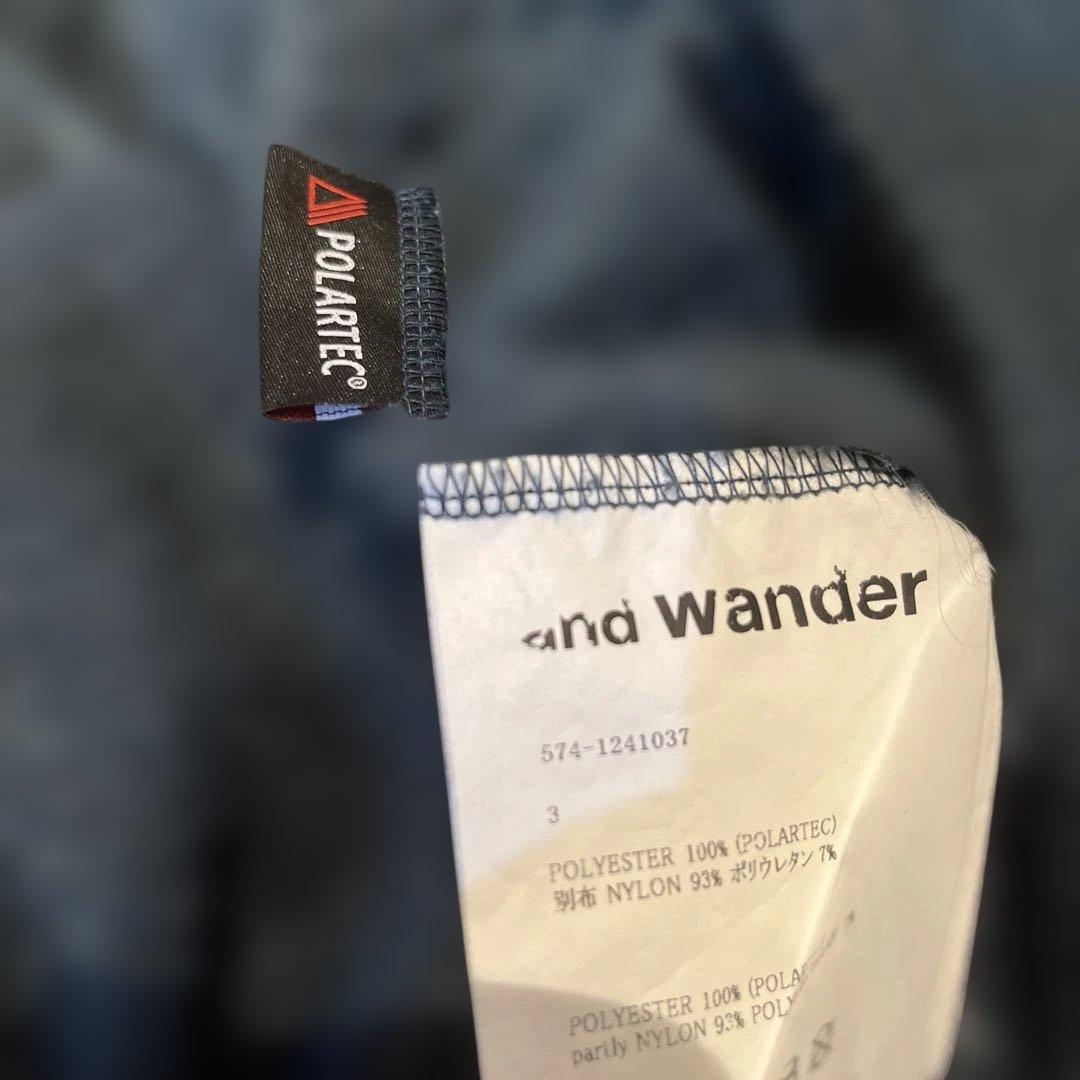 POLARTEC®
and wander
574-1241037
3
POLYESTER 100% (POLARTEC)
別布 NYLON 93% ポリウレタン 7%
POLYESTER 100% (POLA
partly NYLON 93% POLY